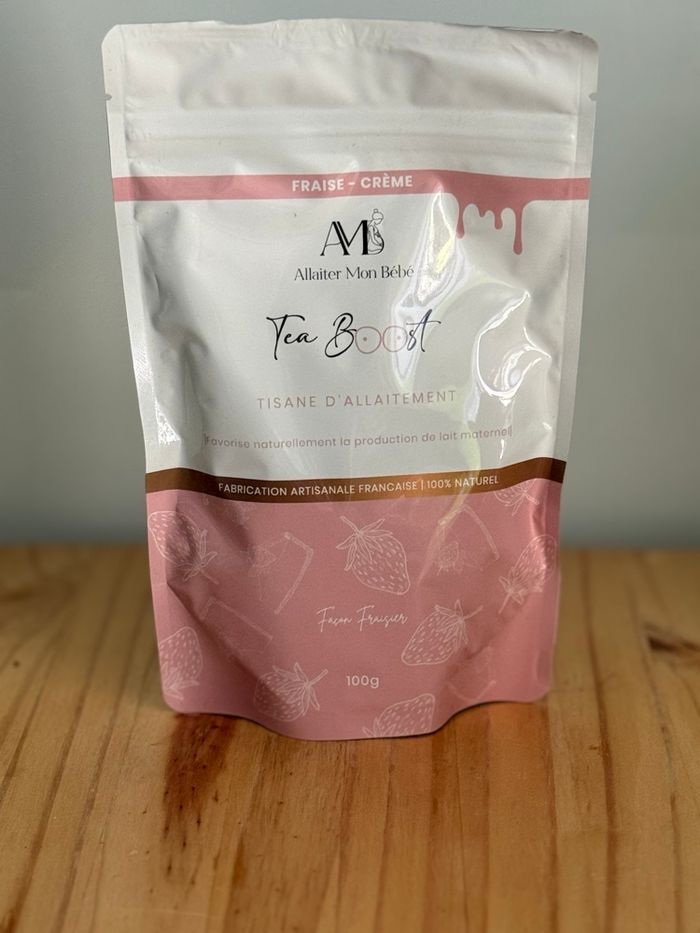 FRAISE - CRÈME
AMB
Allaiter Mon Bébé
Tea Boost
TISANE D'ALLAITEMENT
[Favorise naturellement la production de lait maternel]
FABRICATION ARTISANALE FRANCAISE | 100% NATUREL
Façon Fraisier
100g